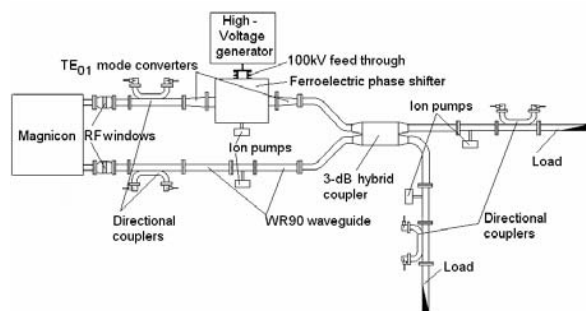 High -
Voltage
generator
TE01 mode converters
100kV feed through
Ferroelectric phase shifter
Magnicon
RF windows
Ion pumps
Ion pumps
Load
3-dB hybrid
coupler
Directional
couplers
WR90 waveguide
Directional
couplers
Load